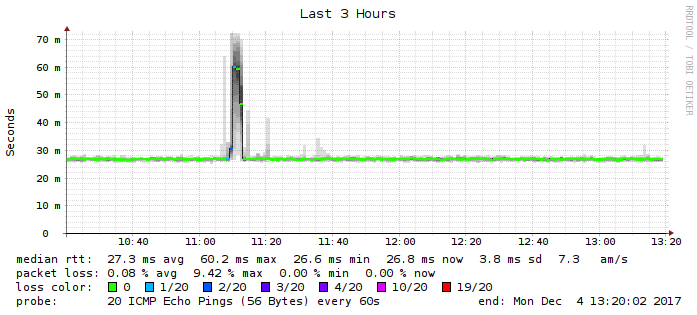 Last 3 Hours
RRDTOOL / TOBI OETIKER
Seconds
70 m
60 m
50 m
40 m
30 m
20 m
10 m
0
10:40 11:00 11:20 11:40 12:00 12:20 12:40 13:00 13:20
median rtt: 27.3 ms avg 60.2 ms max 26.6 ms min 26.8 ms now 3.8 ms sd 7.3 am/s
packet loss: 0.08 % avg 9.42 % max 0.00 % min 0.00 % now
loss color: 0 1/20 2/20 3/20 4/20 10/20 19/20
probe: 20 ICMP Echo Pings (56 Bytes) every 60s end: Mon Dec 4 13:20:02 2017